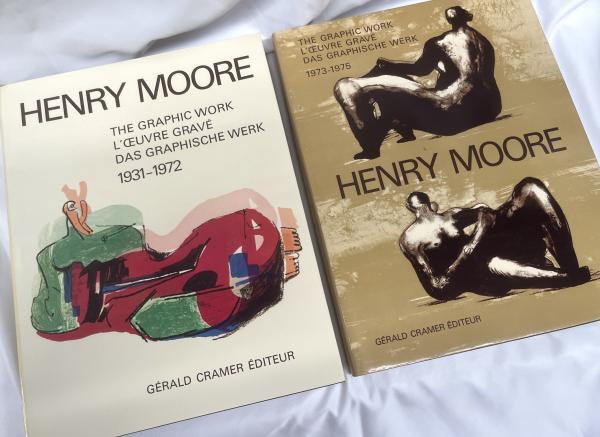 HENRY MOORE
THE GRAPHIC WORK
L'ŒUVRE GRAVÉ
DAS GRAPHISCHE WERK
1931-1972
GÉRALD CRAMER ÉDITEUR
THE GRAPHIC WORK
L'ŒUVRE GRAVÉ
DAS GRAPHISCHE WERK
1973-1975
HENRY MOORE
GÉRALD CRAMER ÉDITEUR